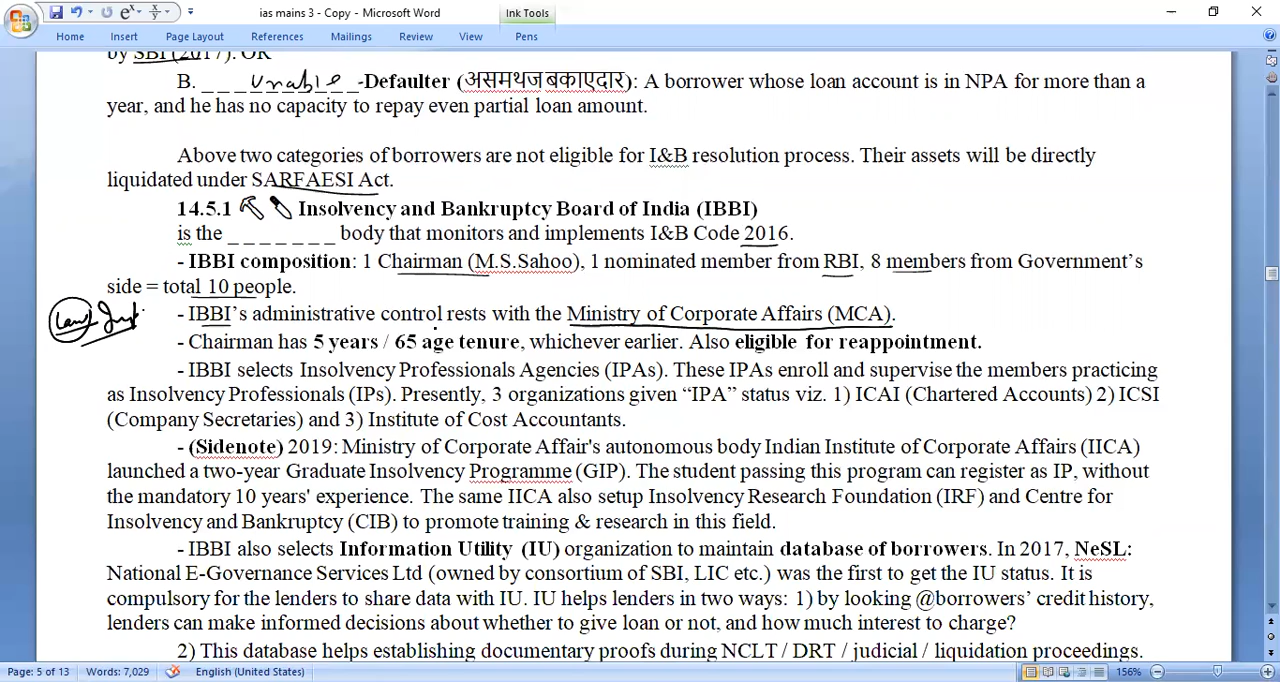 ias mains 3 - Copy - Microsoft Word
Ink Tools
Home Insert Page Layout References Mailings Review View Pens
by SBI (2017). OR
B. _ _ _ unable _-Defaulter (असमथज बकाएदार): A borrower whose loan account is in NPA for more than a
year, and he has no capacity to repay even partial loan amount.
Above two categories of borrowers are not eligible for I&B resolution process. Their assets will be directly
liquidated under SARFAESI Act.
14.5.1 Insolvency and Bankruptcy Board of India (IBBI)
is the _ _ _ _ _ _ _ body that monitors and implements I&B Code 2016.
- IBBI composition: 1 Chairman (M.S.Sahoo), 1 nominated member from RBI, 8 members from Government's
side = total 10 people.
- IBBI's administrative control rests with the Ministry of Corporate Affairs (MCA).
- Chairman has 5 years / 65 age tenure, whichever earlier. Also eligible for reappointment.
- IBBI selects Insolvency Professionals Agencies (IPAs). These IPAs enroll and supervise the members practicing
as Insolvency Professionals (IPs). Presently, 3 organizations given “IPA” status viz. 1) ICAI (Chartered Accounts) 2) ICSI
(Company Secretaries) and 3) Institute of Cost Accountants.
- (Sidenote) 2019: Ministry of Corporate Affair's autonomous body Indian Institute of Corporate Affairs (IICA)
launched a two-year Graduate Insolvency Programme (GIP). The student passing this program can register as IP, without
the mandatory 10 years' experience. The same IICA also setup Insolvency Research Foundation (IRF) and Centre for
Insolvency and Bankruptcy (CIB) to promote training & research in this field.
- IBBI also selects Information Utility (IU) organization to maintain database of borrowers. In 2017, NeSL:
National E-Governance Services Ltd (owned by consortium of SBI, LIC etc.) was the first to get the IU status. It is
compulsory for the lenders to share data with IU. IU helps lenders in two ways: 1) by looking @borrowers' credit history,
lenders can make informed decisions about whether to give loan or not, and how much interest to charge?
2) This database helps establishing documentary proofs during NCLT / DRT / judicial / liquidation proceedings.
Page: 5 of 13 Words: 7,029 English (United States) 156%